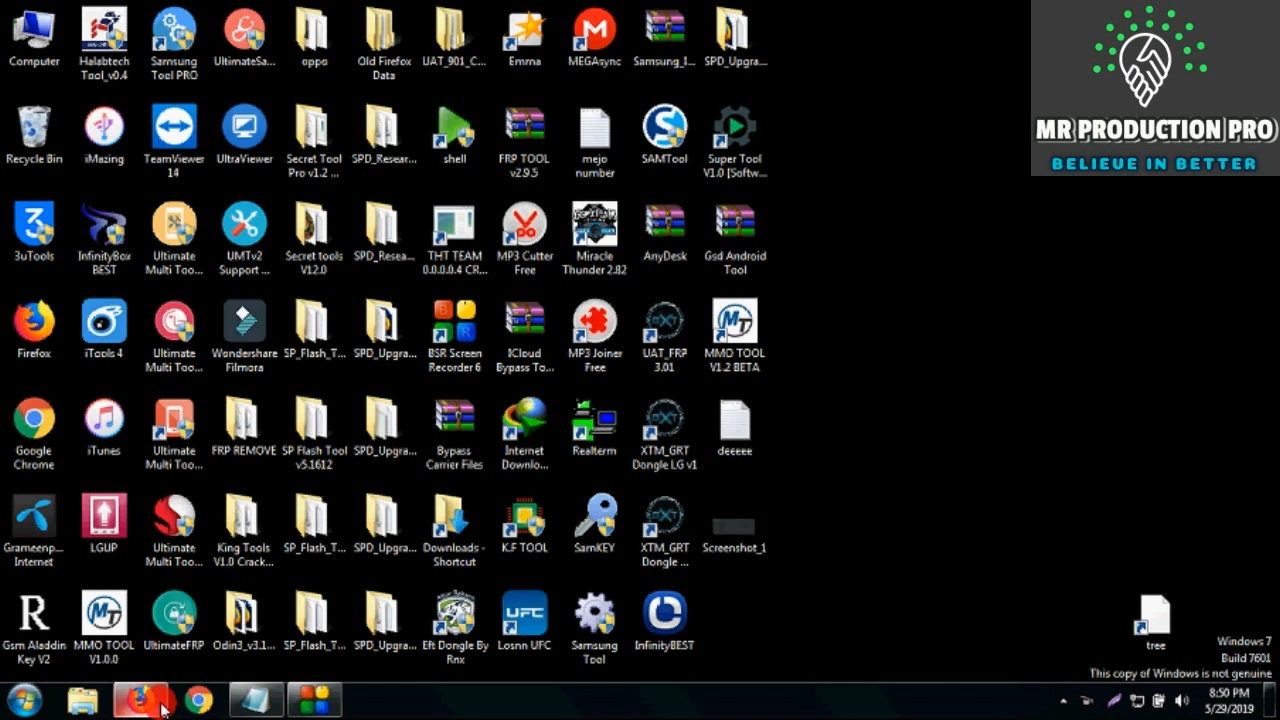 Computer
Halabtech
Tool_v0.4
Samsung
Tool PRO
UltimateSa...
oppo
Old Firefox
Data
UAT_901_C...
Emma
MEGAsync
Samsung_I...
SPD_Upgra...
MR PRODUCTION PRO
BELIEUE IN BETTER
Recycle Bin
iMazing
TeamViewer
14
UltraViewer
Secret Tool
Pro v1.2 ...
SPD_Resear...
shell
FRP TOOL
v2.9.5
mejo
number
SAMTool
Super Tool
V1.0 [Softw...
3uTools
InfinityBox
BEST
Ultimate
Multi Too...
UMTv2
Support ...
Secret tools
V12.0
SPD_Resea...
THT TEAM
0.0.0.0.4 CR...
MP3 Cutter
Free
Miracle
Thunder 2.82
AnyDesk
Gsd Android
Tool
Firefox
iTools 4
Ultimate
Multi Too...
Wondershare
Filmora
SP_Flash_T...
SPD_Upgra...
BSR Screen
Recorder 6
ICloud
Bypass To...
MP3 Joiner
Free
UAT_FRP
3.01
MMO TOOL
V1.2 BETA
Google
Chrome
iTunes
Ultimate
Multi Too...
FRP REMOVE
SP Flash Tool
v5.1612
SPD_Upgra...
Bypass
Carrier Files
Internet
Downlo...
Realterm
XTM_GRT
Dongle LG v1
deeeee
Grameenp...
Internet
LGUP
Ultimate
Multi Too...
King Tools
V1.0 Crack...
SP_Flash_T...
SPD_Upgra...
Downloads -
Shortcut
K.F TOOL
SamKEY
XTM_GRT
Dongle ...
Screenshot_1
Gsm Aladdin
Key V2
MMO TOOL
V1.0.0
UltimateFRP
Odin3_v3.1...
SP_Flash_T...
SPD_Upgra...
Eft Dongle By
Rnx
UFC
Losnn UFC
Samsung
Tool
InfinityBEST
tree
Windows 7
Build 7601
This copy of Windows is not genuine
8:50 PM
5/29/2019